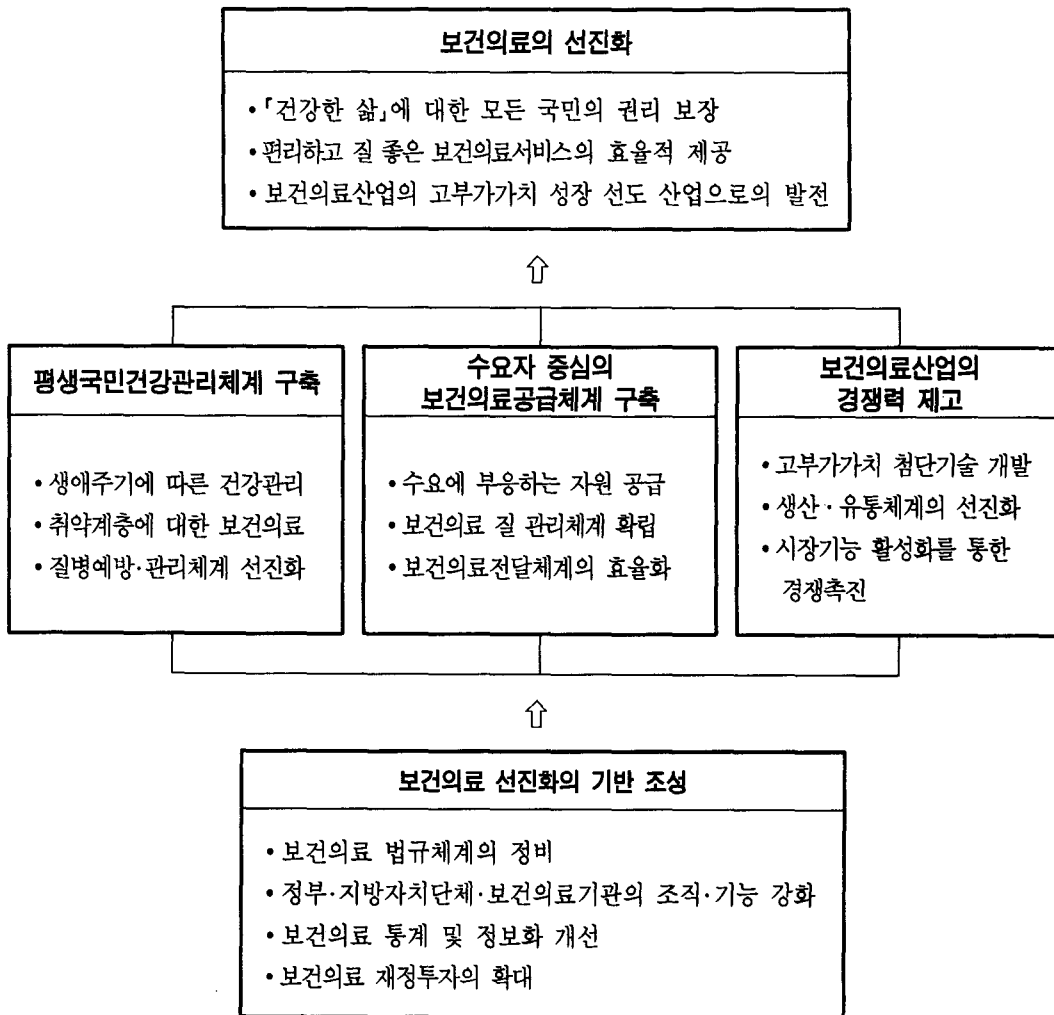 보건의료의 선진화
•「건강한 삶」에 대한 모든 국민의 권리 보장
• 편리하고 질 좋은 보건의료서비스의 효율적 제공
• 보건의료산업의 고부가가치 성장 선도 산업으로의 발전
⇧
평생국민건강관리체계 구축
• 생애주기에 따른 건강관리
• 취약계층에 대한 보건의료
• 질병예방·관리체계 선진화
수요자 중심의
보건의료공급체계 구축
• 수요에 부응하는 자원 공급
• 보건의료 질 관리체계 확립
• 보건의료전달체계의 효율화
보건의료산업의
경쟁력 제고
• 고부가가치 첨단기술 개발
• 생산·유통체계의 선진화
• 시장기능 활성화를 통한
경쟁촉진
⇧
보건의료 선진화의 기반 조성
• 보건의료 법규체계의 정비
• 정부·지방자치단체·보건의료기관의 조직·기능 강화
• 보건의료 통계 및 정보화 개선
• 보건의료 재정투자의 확대